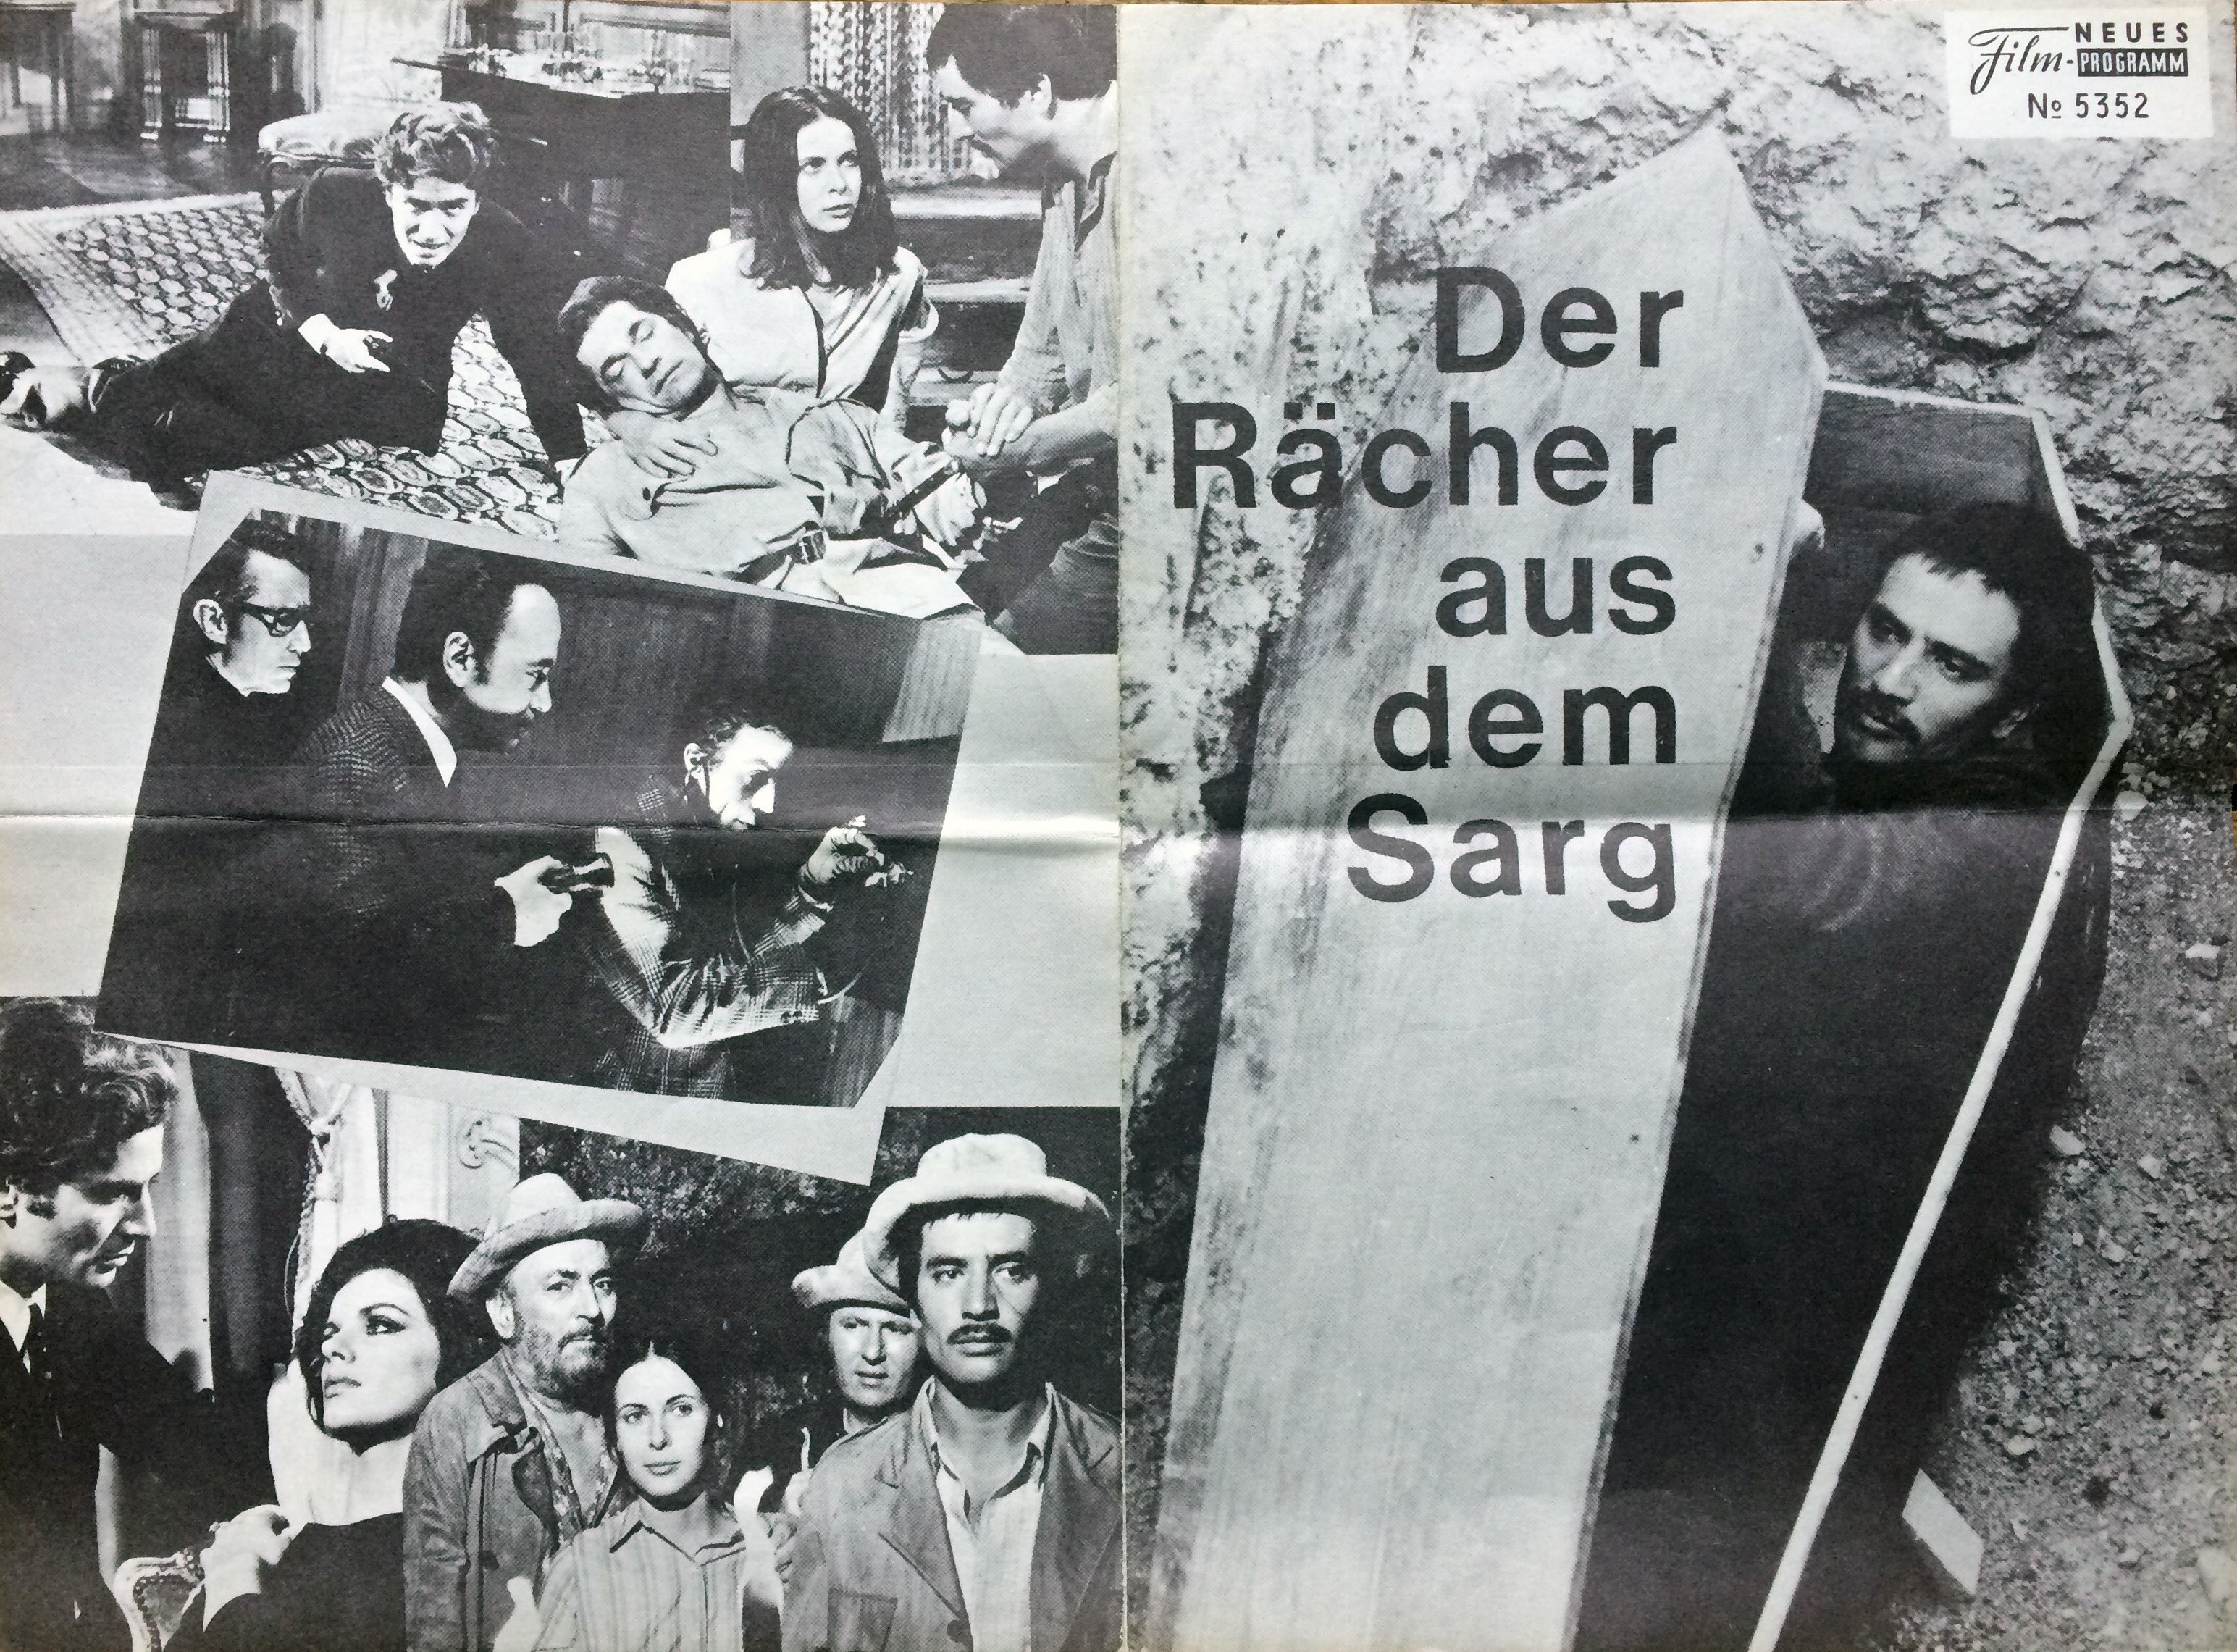 NEUES
Film-PROGRAMM
No 5352
Der
Rächer
aus
dem
Sarg